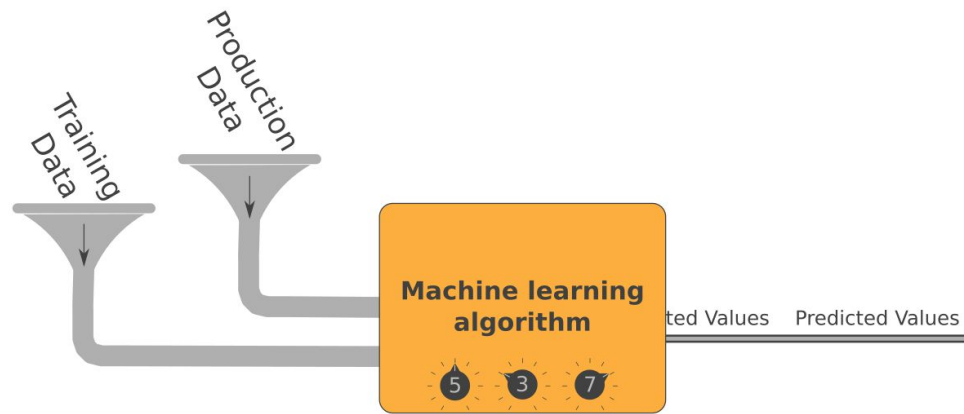 Training
Data
Production
Data
Machine learning
algorithm
5 3 7
ted Values Predicted Values